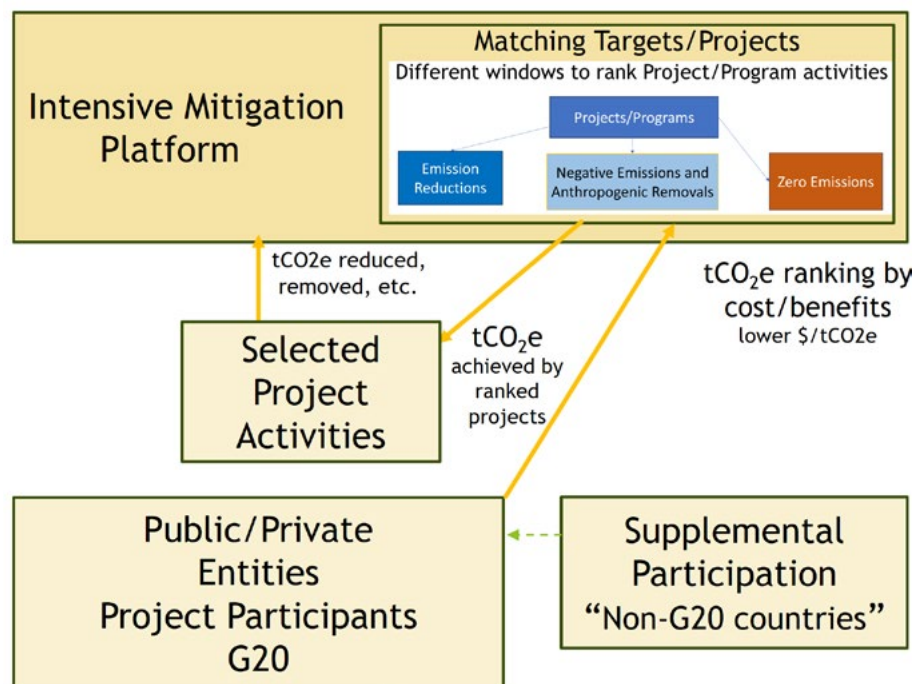 Matching Targets/Projects
Different windows to rank Project/Program activities
Intensive Mitigation
Platform
Projects/Programs
Emission
Reductions
Negative Emissions and
Anthropogenic Removals
Zero Emissions
tCO2e reduced,
removed, etc.
tCO₂e ranking by
cost/benefits
lower $/tCO2e
Selected
Project
Activities
tCO₂e
achieved by
ranked
projects
Public/Private
Entities
Project Participants
G20
Supplemental
Participation
“Non-G20 countries”